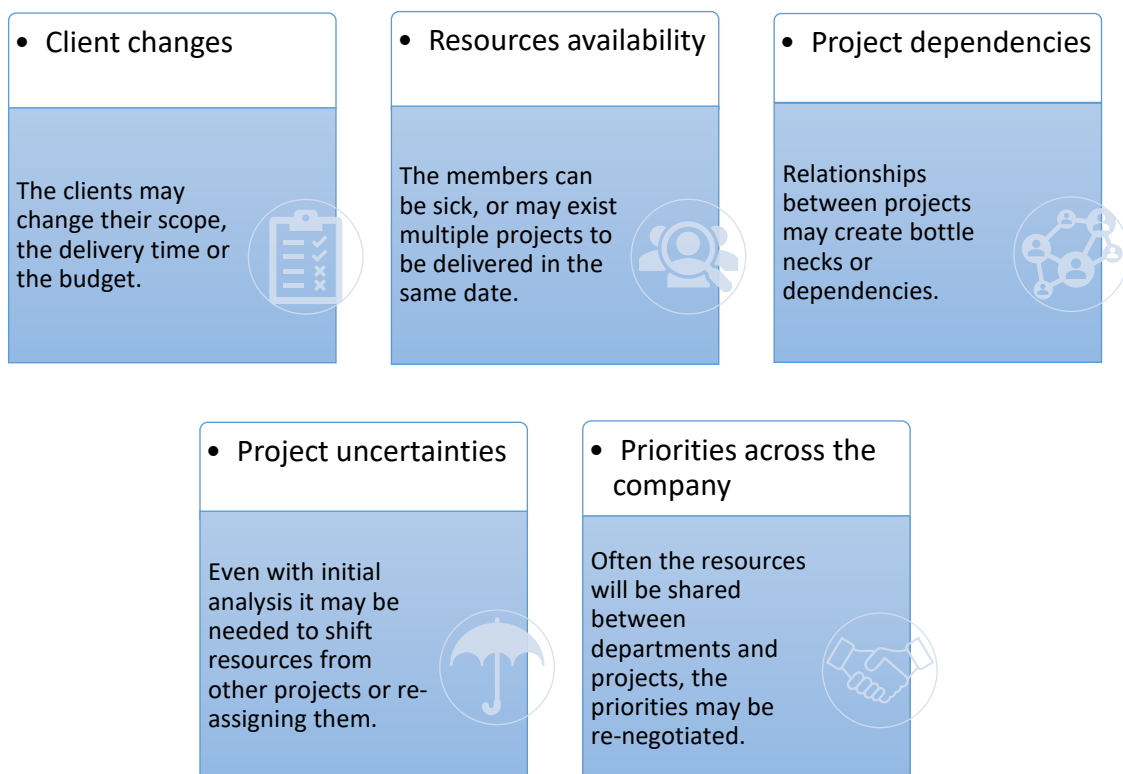 • Client changes
The clients may
change their scope,
the delivery time or
the budget.
• Resources availability
The members can
be sick, or may exist
multiple projects to
be delivered in the
same date.
• Project dependencies
Relationships
between projects
may create bottle
necks or
dependencies.
• Project uncertainties
Even with initial
analysis it may be
needed to shift
resources from
other projects or re-
assigning them.
• Priorities across the
company
Often the resources
will be shared
between
departments and
projects, the
priorities may be
re-negotiated.